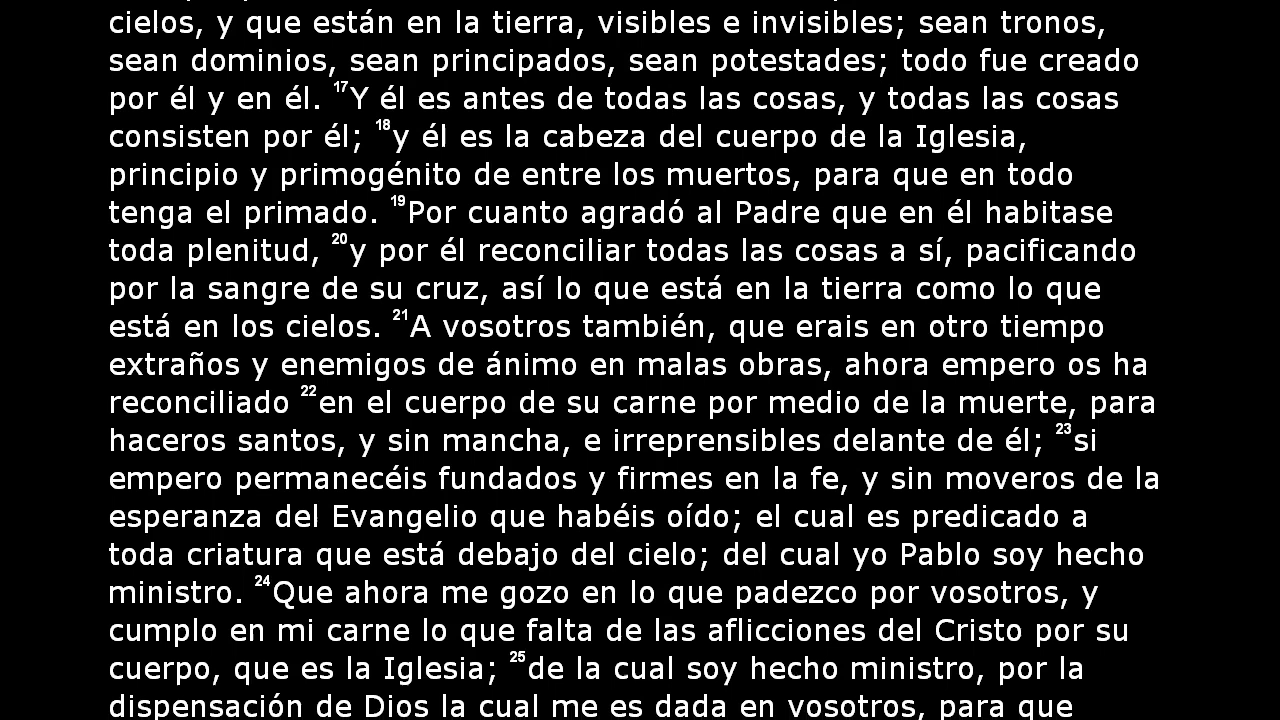 cielos, y que están en la tierra, visibles e invisibles; sean tronos,
sean dominios, sean principados, sean potestades; todo fue creado
por él y en él. 17Y él es antes de todas las cosas, y todas las cosas
consisten por él; 18y él es la cabeza del cuerpo de la Iglesia,
principio y primogénito de entre los muertos, para que en todo
tenga el primado. 19Por cuanto agradó al Padre que en él habitase
toda plenitud, 20y por él reconciliar todas las cosas a sí, pacificando
por la sangre de su cruz, así lo que está en la tierra como lo que
está en los cielos. 21A vosotros también, que erais en otro tiempo
extraños y enemigos de ánimo en malas obras, ahora empero os ha
reconciliado 22en el cuerpo de su carne por medio de la muerte, para
haceros santos, y sin mancha, e irreprensibles delante de él; 23si
empero permanecéis fundados y firmes en la fe, y sin moveros de la
esperanza del Evangelio que habéis oído; el cual es predicado a
toda criatura que está debajo del cielo; del cual yo Pablo soy hecho
ministro. 24Que ahora me gozo en lo que padezco por vosotros, y
cumplo en mi carne lo que falta de las aflicciones del Cristo por su
cuerpo, que es la Iglesia; 25de la cual soy hecho ministro, por la
dispensación de Dios la cual me es dada en vosotros, para que